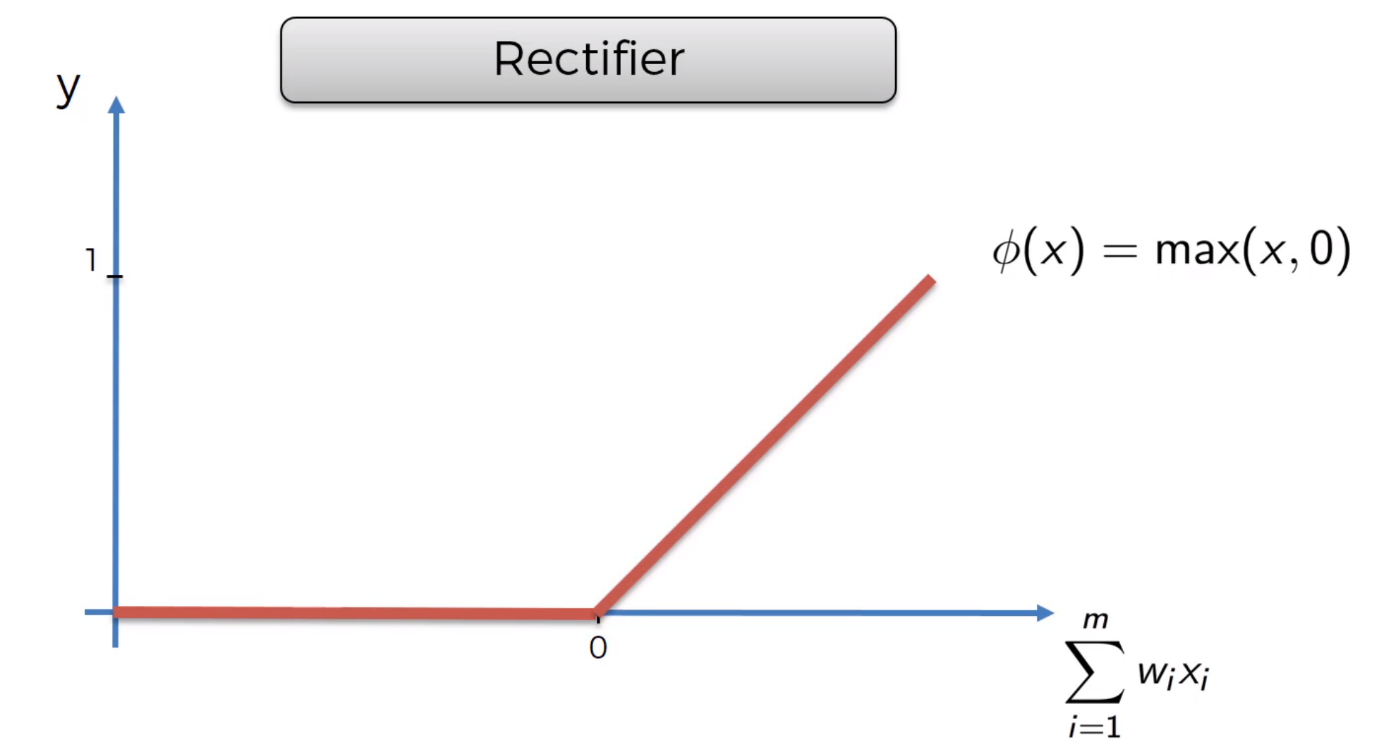 Rectifier
y
1
ϕ(x) = max(x, 0)
0
m
∑ wᵢxᵢ
i=1